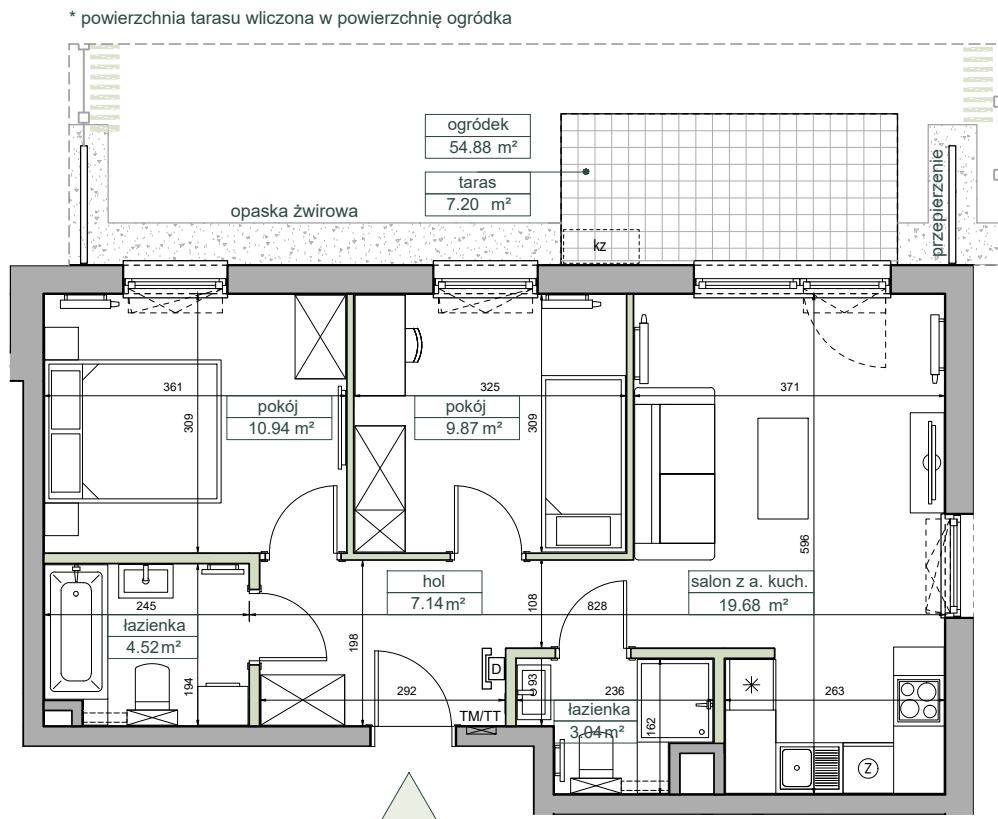 * powierzchnia tarasu wliczona w powierzchnię ogródka
ogródek
54.88 m²
taras
7.20 m²
opaska żwirowa
kz
przepierzenie
361
309
pokój
10.94 m²
325
309
pokój
9.87 m²
371
596
hol
7.14 m²
salon z a. kuch.
19.68 m²
245
194
łazienka
4.52 m²
198
108
828
292
D
TM/TT
93
236
162
łazienka
3.04 m²
263
Z